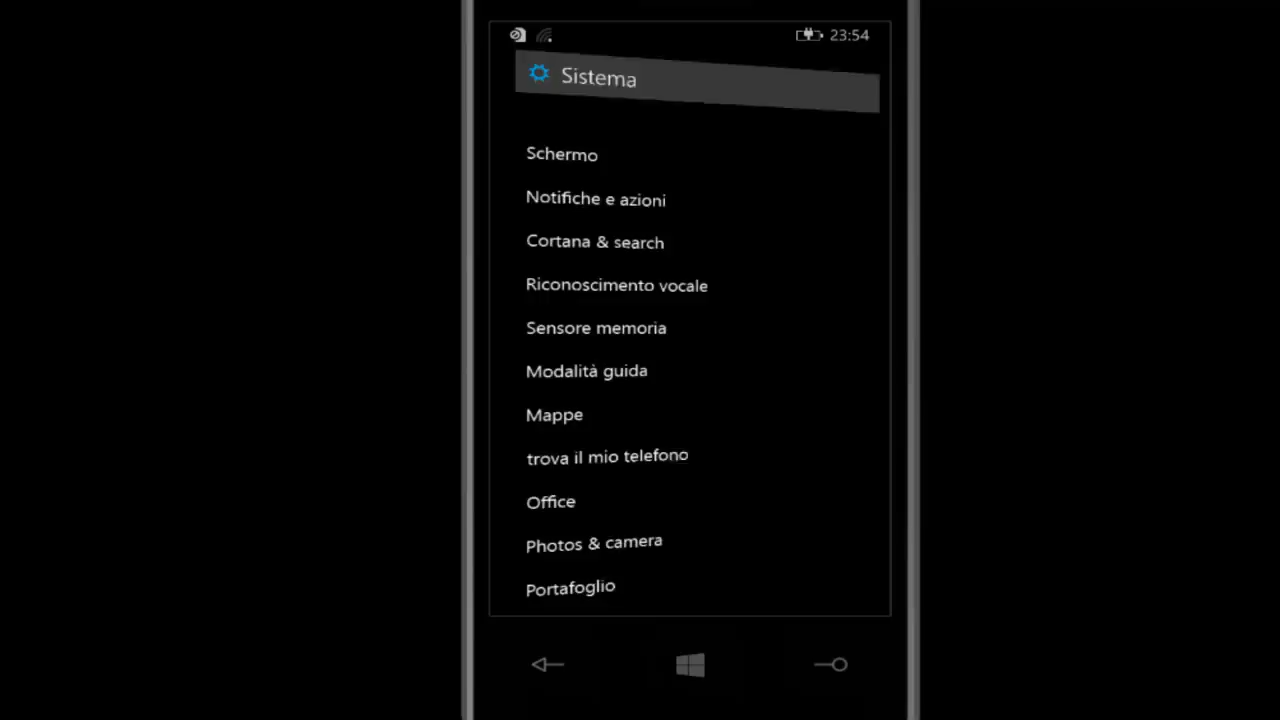 23:54
Sistema
Schermo
Notifiche e azioni
Cortana & search
Riconoscimento vocale
Sensore memoria
Modalità guida
Mappe
trova il mio telefono
Office
Photos & camera
Portafoglio